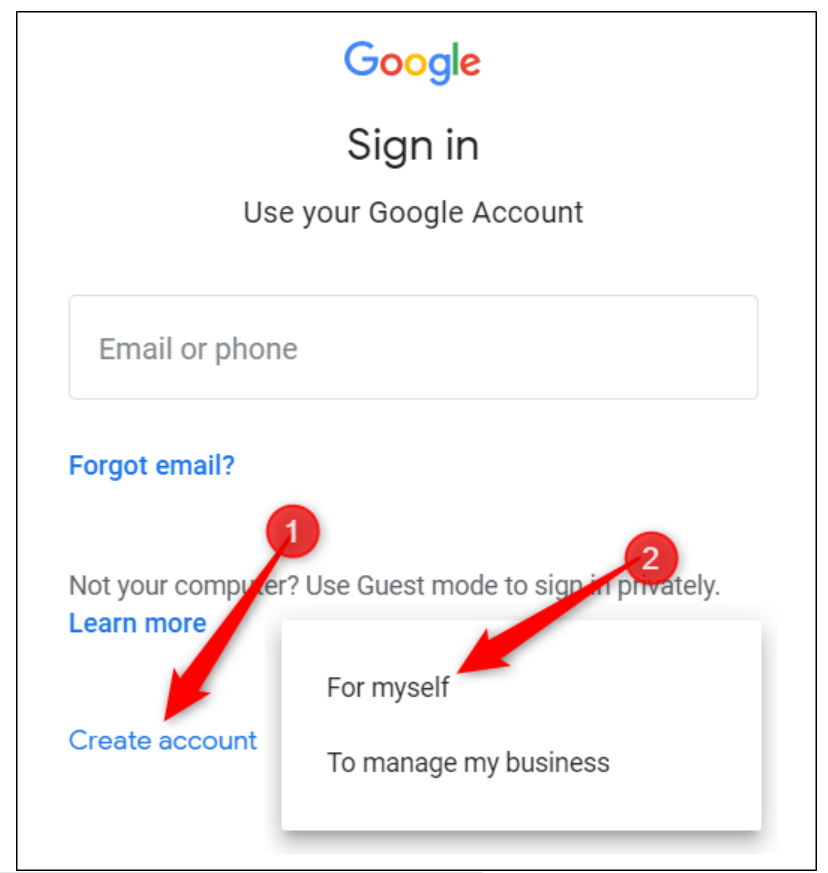 Google
Sign in
Use your Google Account
Email or phone
Forgot email?
1
2
Not your computer? Use Guest mode to sign in privately.
Learn more
For myself
Create account
To manage my business